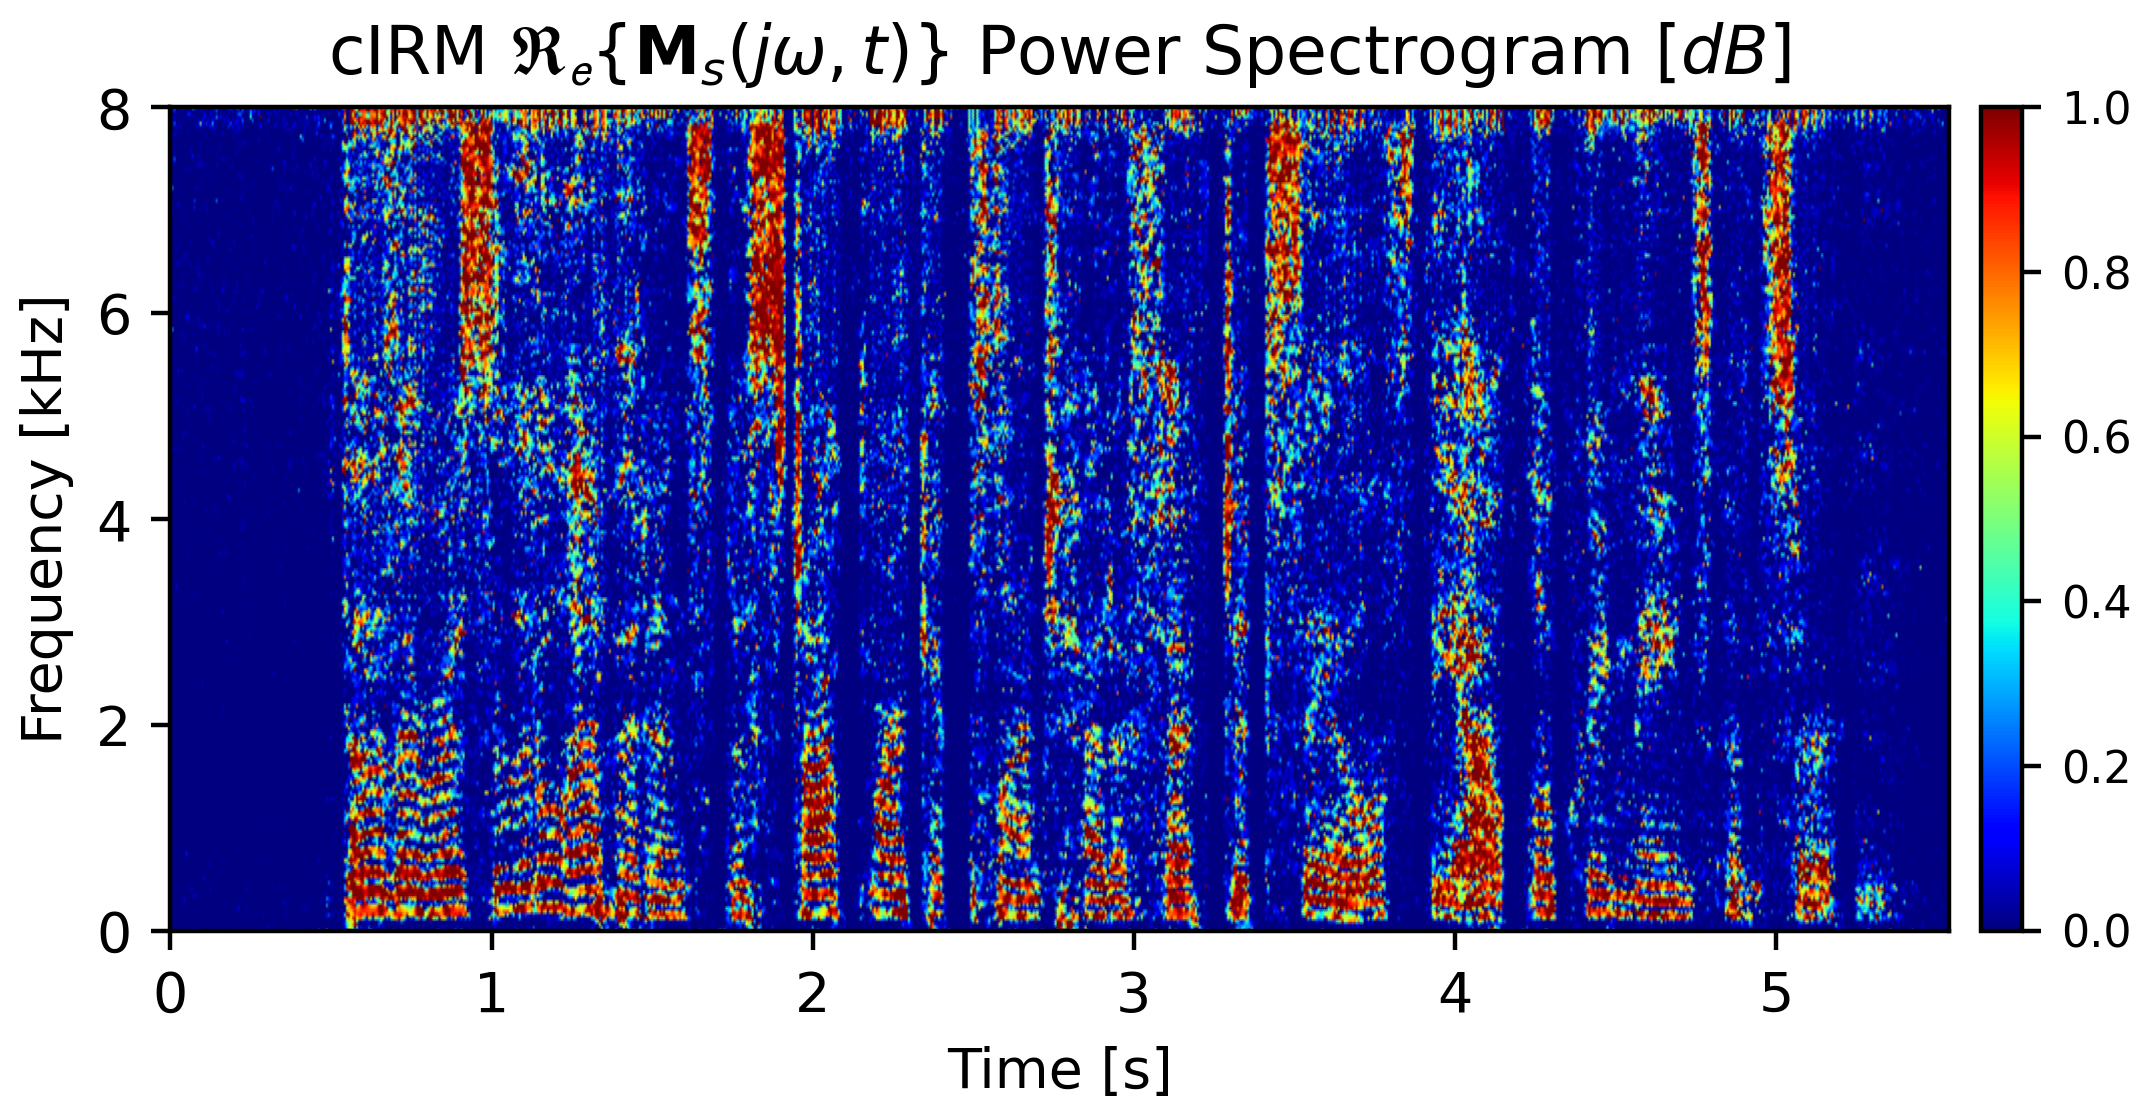 cIRM ℜₑ{𝐌ₛ(jω, t)} Power Spectrogram [dB]
Frequency [kHz]
8
6
4
2
0
0 1 2 3 4 5
Time [s]
1.0
0.8
0.6
0.4
0.2
0.0